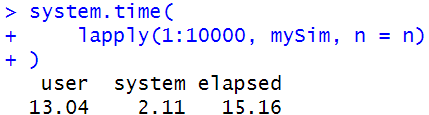 > system.time(
+     lapply(1:10000, mySim, n = n)
+ )
   user  system elapsed
  13.04    2.11   15.16